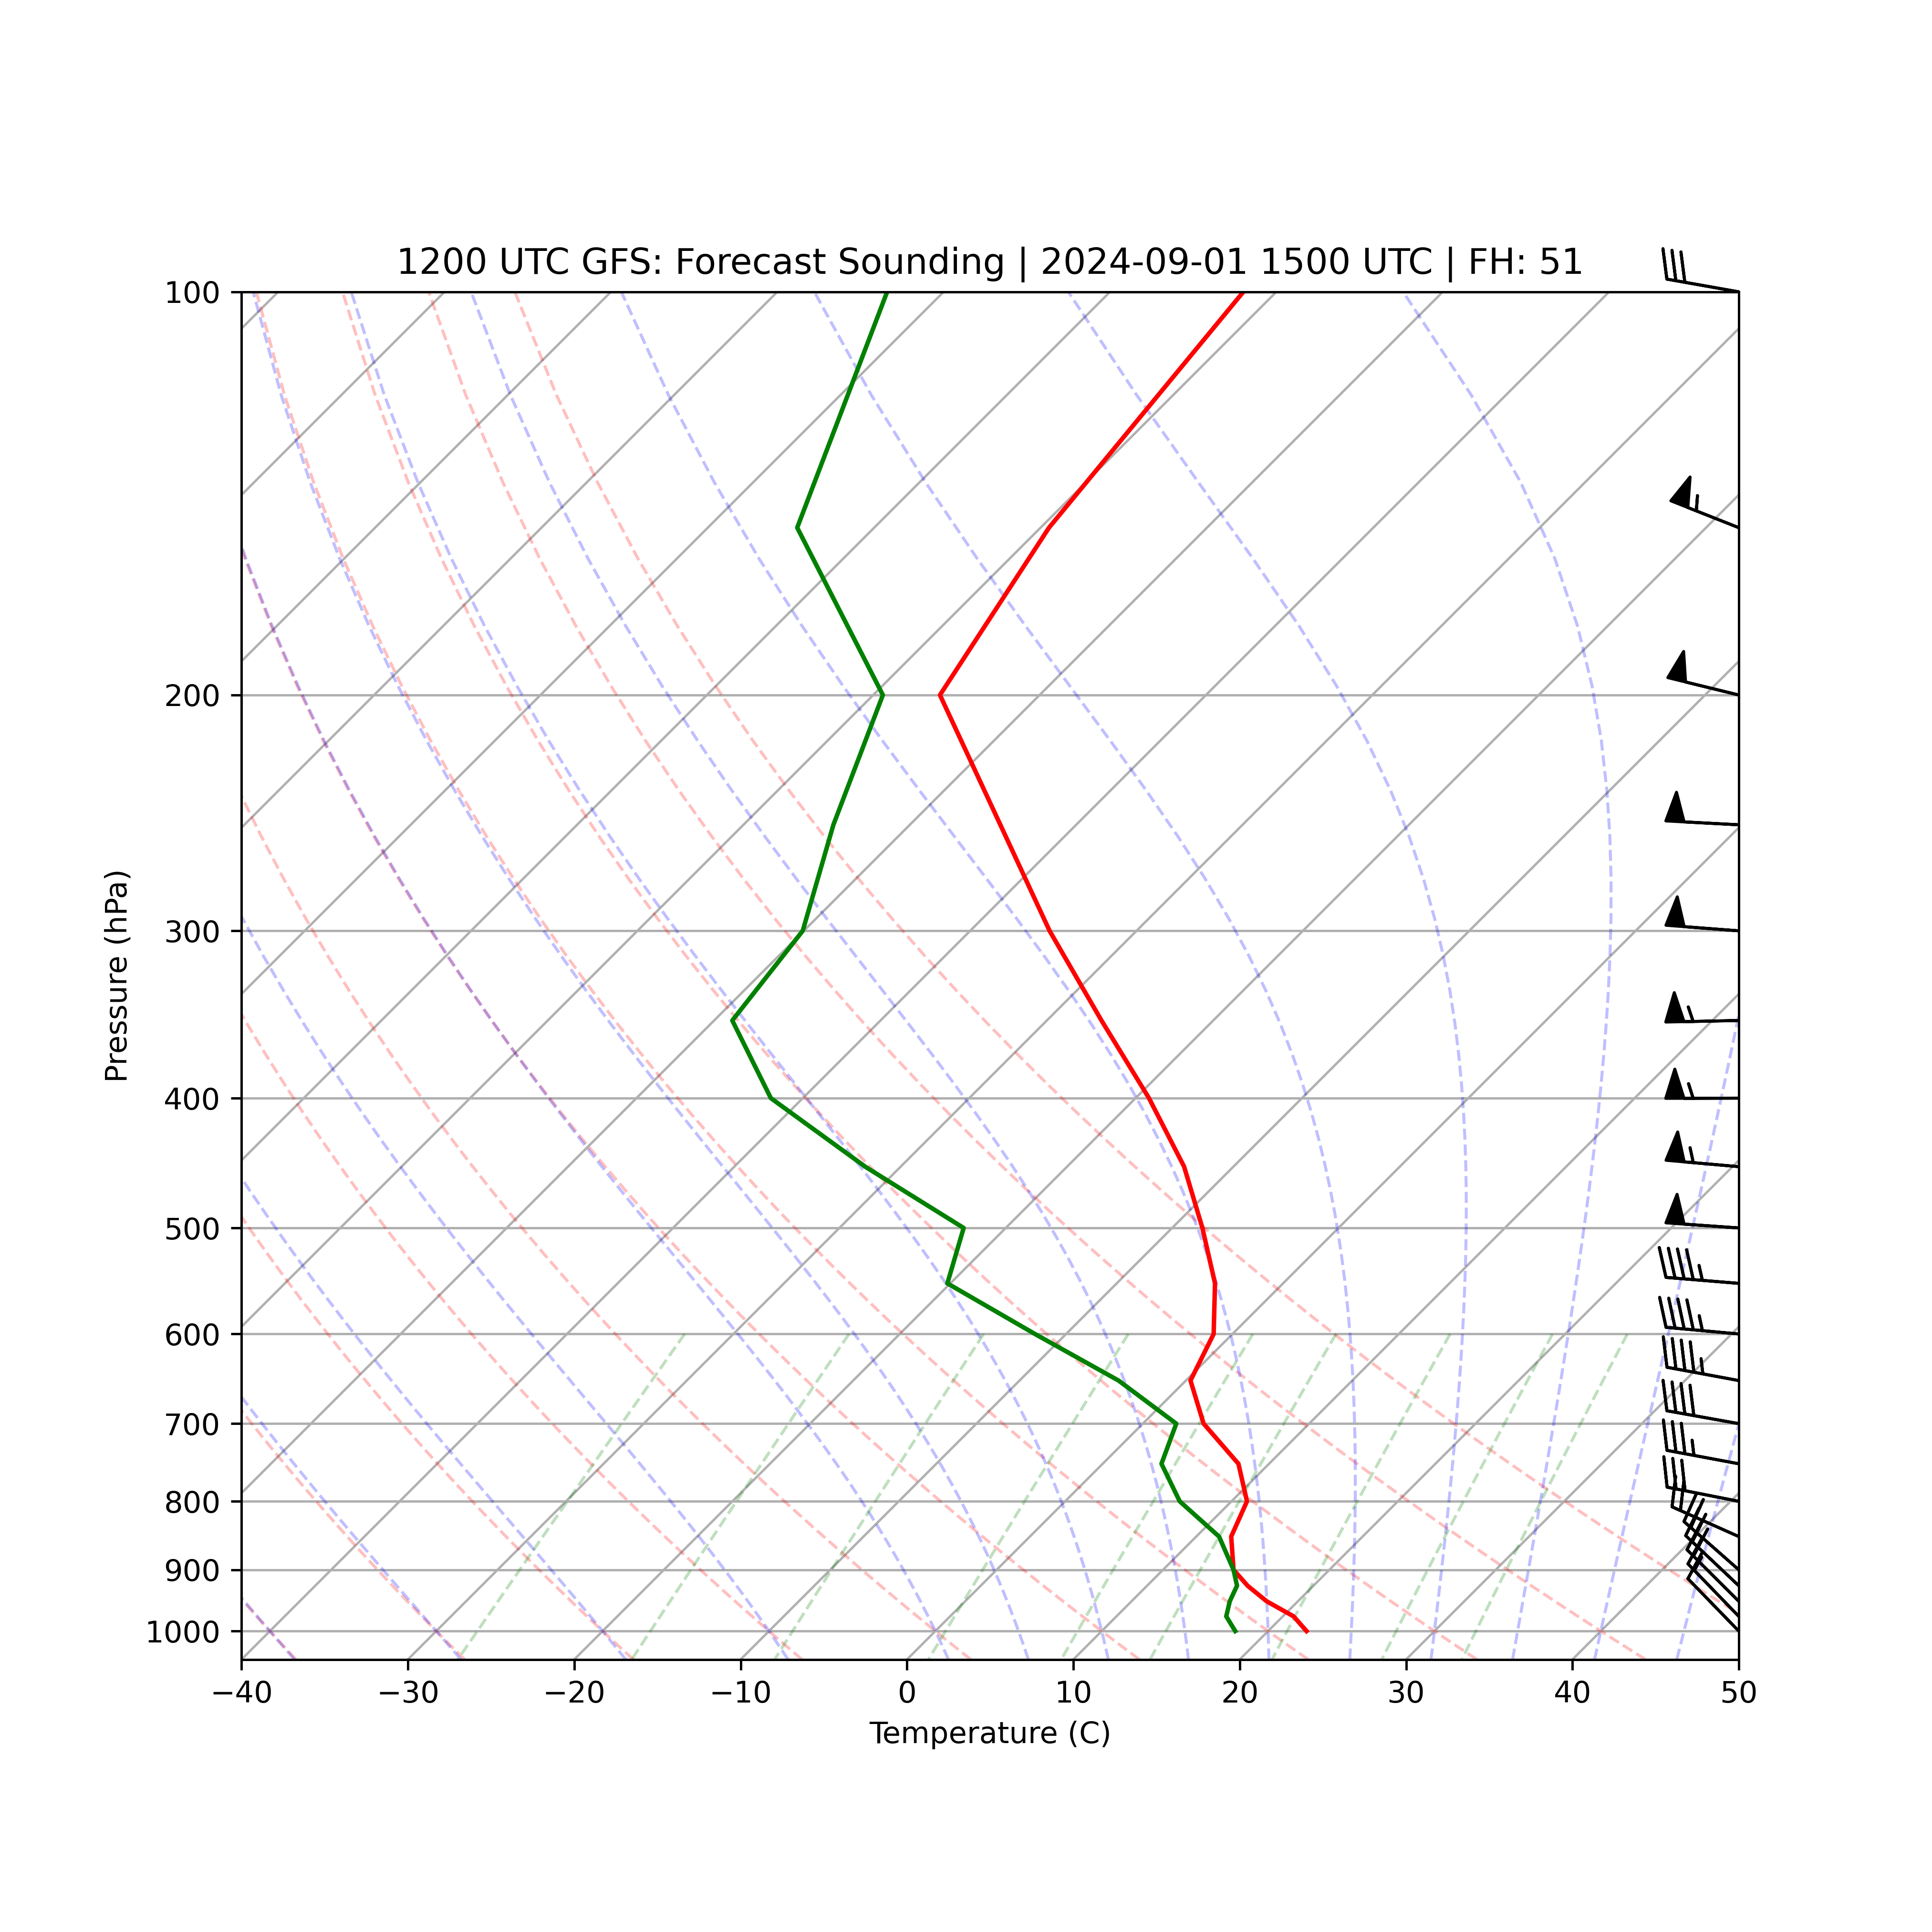 1200 UTC GFS: Forecast Sounding | 2024-09-01 1500 UTC | FH: 51
100
200
300
400
500
600
700
800
900
1000
Pressure (hPa)
−40 −30 −20 −10 0 10 20 30 40 50
Temperature (C)